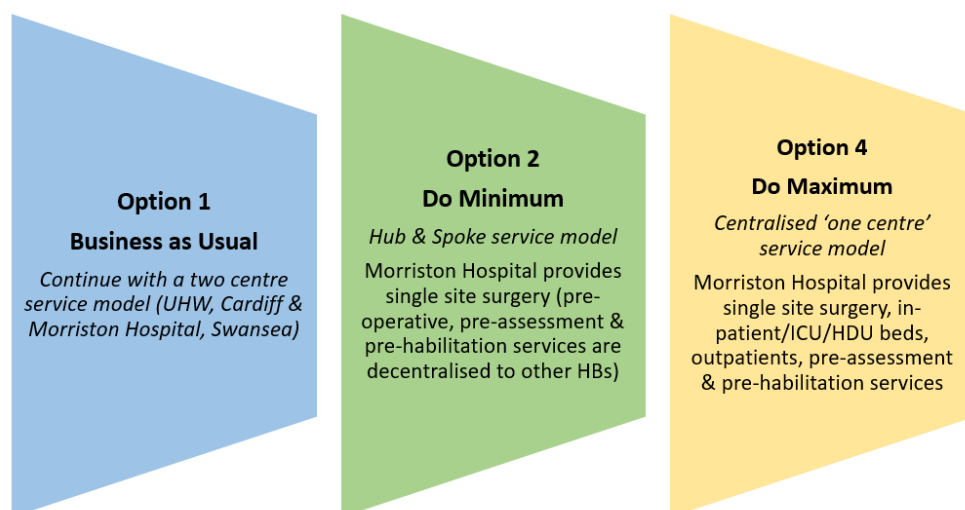 Option 1
Business as Usual
Continue with a two centre
service model (UHW, Cardiff &
Morriston Hospital, Swansea)
Option 2
Do Minimum
Hub & Spoke service model
Morriston Hospital provides
single site surgery (pre-
operative, pre-assessment &
pre-habilitation services are
decentralised to other HBs)
Option 4
Do Maximum
Centralised ‘one centre’
service model
Morriston Hospital provides
single site surgery, in-
patient/ICU/HDU beds,
outpatients, pre-assessment
& pre-habilitation services